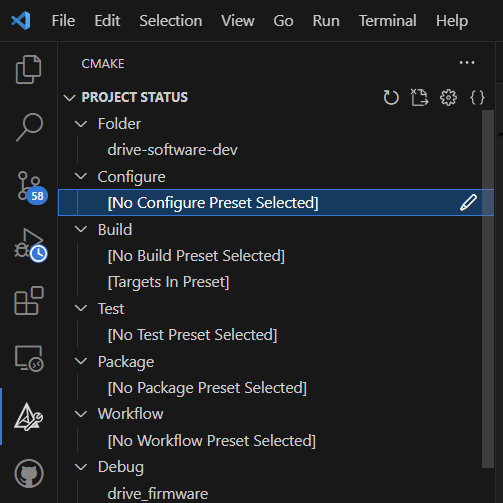 File Edit Selection View Go Run Terminal Help
CMAKE
PROJECT STATUS
Folder
drive-software-dev
Configure
[No Configure Preset Selected]
58
Build
[No Build Preset Selected]
[Targets In Preset]
Test
[No Test Preset Selected]
Package
[No Package Preset Selected]
Workflow
[No Workflow Preset Selected]
Debug
drive_firmware